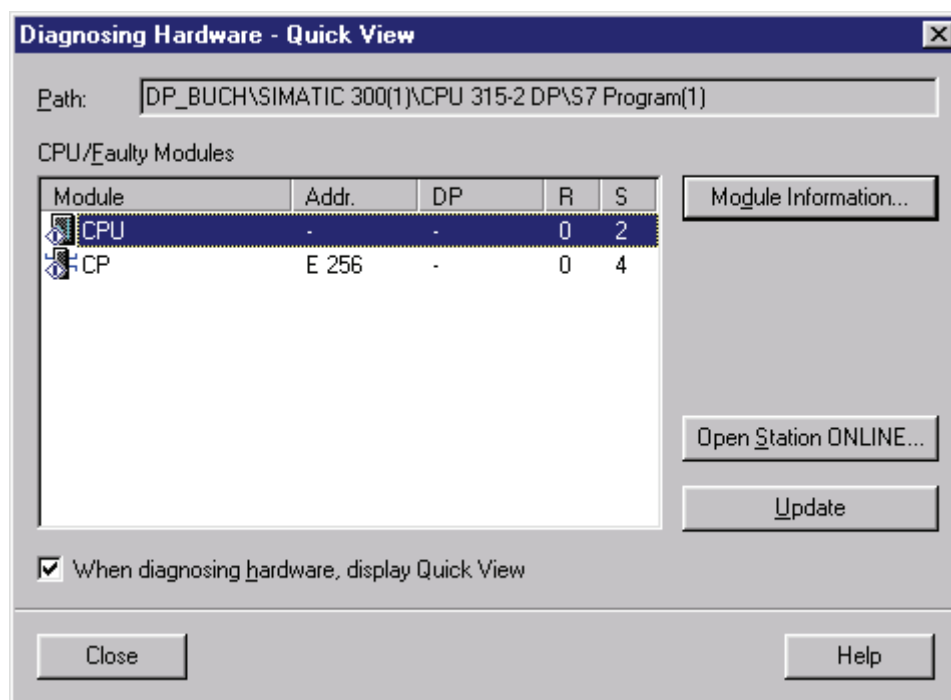 Diagnosing Hardware - Quick View
Path: DP_BUCH\SIMATIC 300(1)\CPU 315-2 DP\S7 Program(1)
CPU/Faulty Modules
Module Addr. DP R S
CPU - - 0 2
CP E 256 - 0 4
Module Information...
Open Station ONLINE...
Update
When diagnosing hardware, display Quick View
Close Help